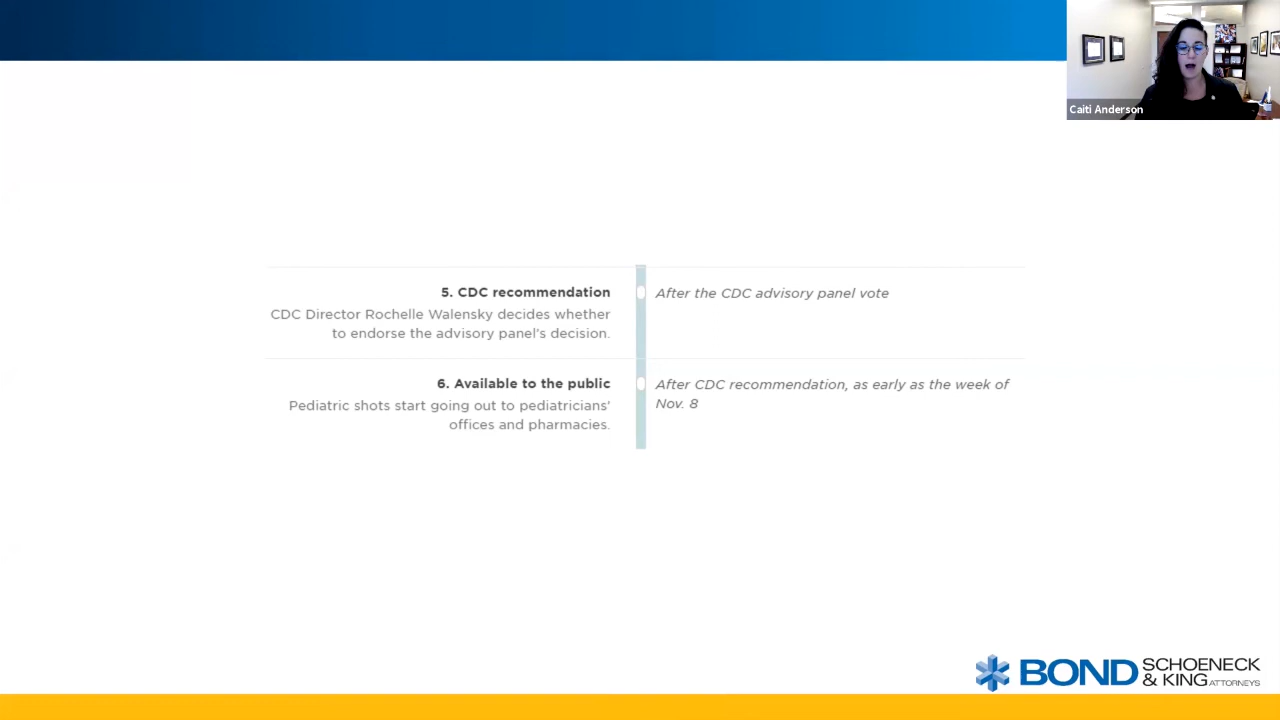 Caiti Anderson
5. CDC recommendation
CDC Director Rochelle Walensky decides whether
to endorse the advisory panel's decision.
After the CDC advisory panel vote
6. Available to the public
Pediatric shots start going out to pediatricians'
offices and pharmacies.
After CDC recommendation, as early as the week of
Nov. 8
BOND SCHOENECK
& KING ATTORNEYS